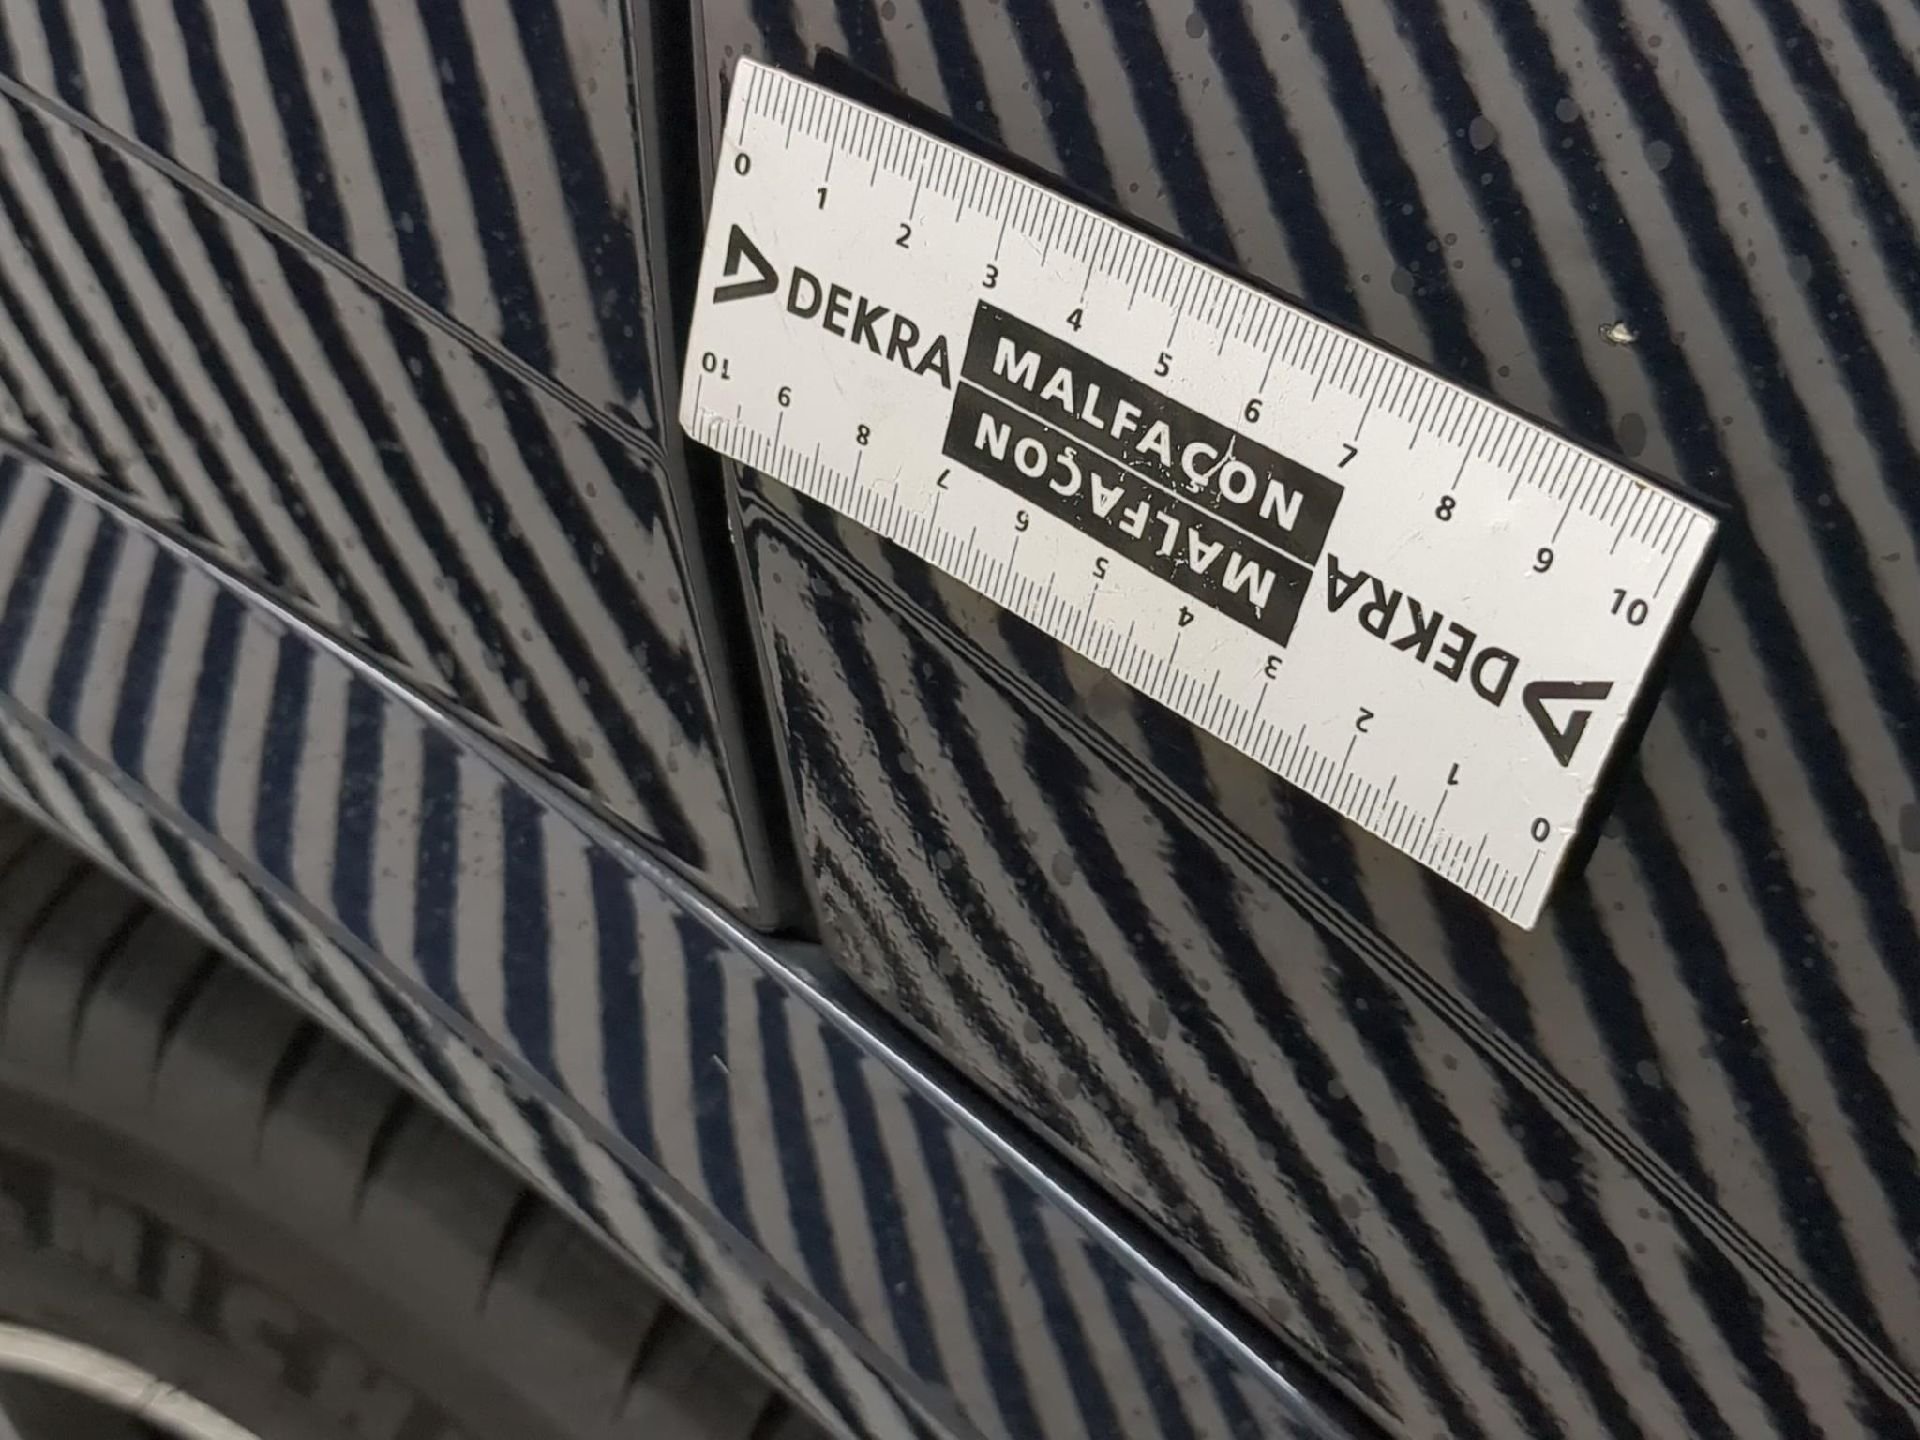 0 1 2 3 4 5 6 7 8 9 10
DEKRA MALFAÇON
MALFAÇON DEKRA
10 9 8 7 6 5 4 3 2 1 0
MICH